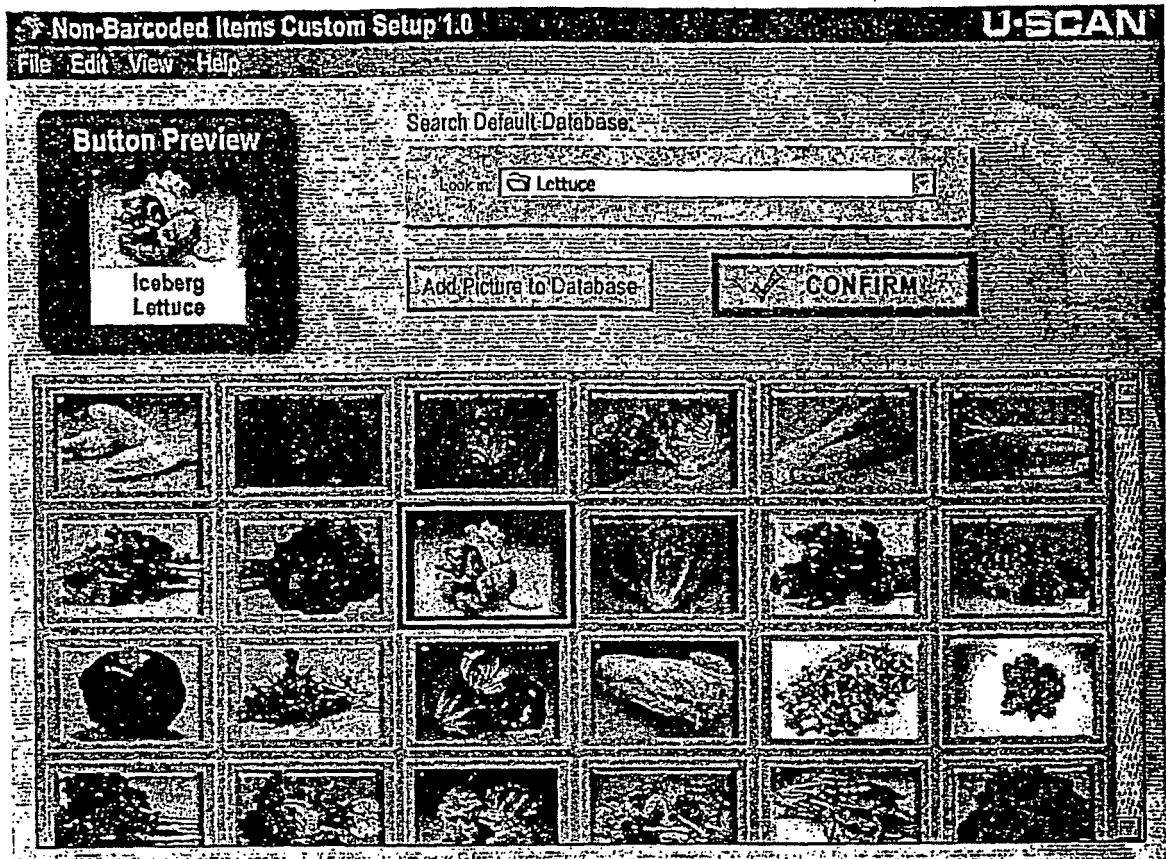 Non-Barcoded Items Custom Setup 1.0
U·SCAN
File Edit View Help
Button Preview
Iceberg
Lettuce
Search Default Database:
Look in: Lettuce
Add Picture to Database
CONFIRM